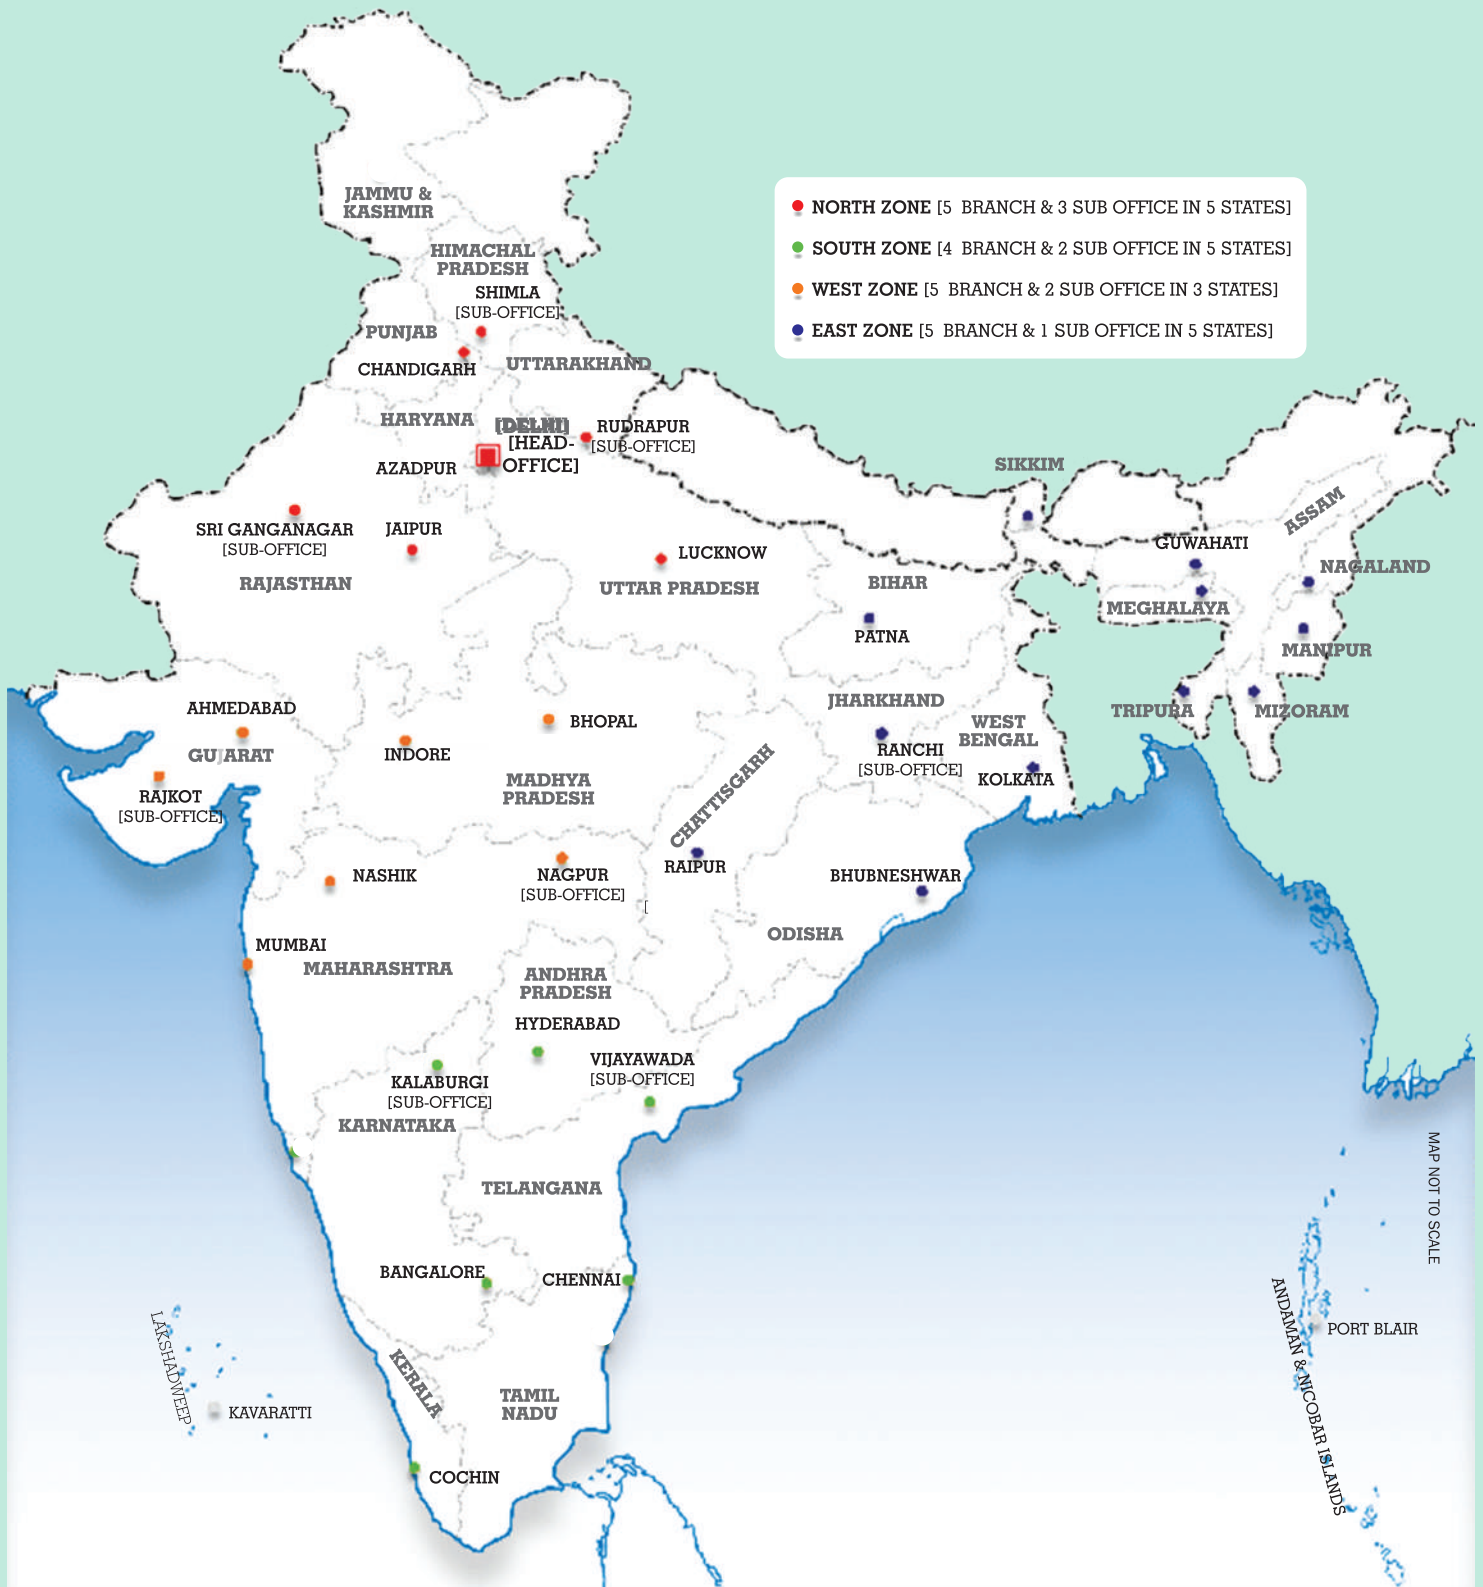 JAMMU &
KASHMIR
NORTH ZONE [5 BRANCH & 3 SUB OFFICE IN 5 STATES]
SOUTH ZONE [4 BRANCH & 2 SUB OFFICE IN 5 STATES]
WEST ZONE [5 BRANCH & 2 SUB OFFICE IN 3 STATES]
EAST ZONE [5 BRANCH & 1 SUB OFFICE IN 5 STATES]
HIMACHAL
PRADESH
SHIMLA
[SUB-OFFICE]
PUNJAB
CHANDIGARH
UTTARAKHAND
HARYANA
[DELHI]
[HEAD-
OFFICE]
RUDRAPUR
[SUB-OFFICE]
AZADPUR
SIKKIM
ASSAM
SRI GANGANAGAR
[SUB-OFFICE]
JAIPUR
RAJASTHAN
LUCKNOW
UTTAR PRADESH
BIHAR
PATNA
GUWAHATI
NAGALAND
MEGHALAYA
MANIPUR
TRIPURA
MIZORAM
JHARKHAND
RANCHI
[SUB-OFFICE]
WEST
BENGAL
KOLKATA
AHMEDABAD
GUJARAT
RAJKOT
[SUB-OFFICE]
INDORE
BHOPAL
MADHYA
PRADESH
CHATTISGARH
RAIPUR
NASHIK
NAGPUR
[SUB-OFFICE]
[
BHUBNESHWAR
ODISHA
MUMBAI
MAHARASHTRA
ANDHRA
PRADESH
HYDERABAD
VIJAYAWADA
[SUB-OFFICE]
KALABURGI
[SUB-OFFICE]
KARNATAKA
TELANGANA
BANGALORE
CHENNAI
KERALA
TAMIL
NADU
COCHIN
LAKSHADWEEP
KAVARATTI
MAP NOT TO SCALE
ANDAMAN & NICOBAR ISLANDS
PORT BLAIR